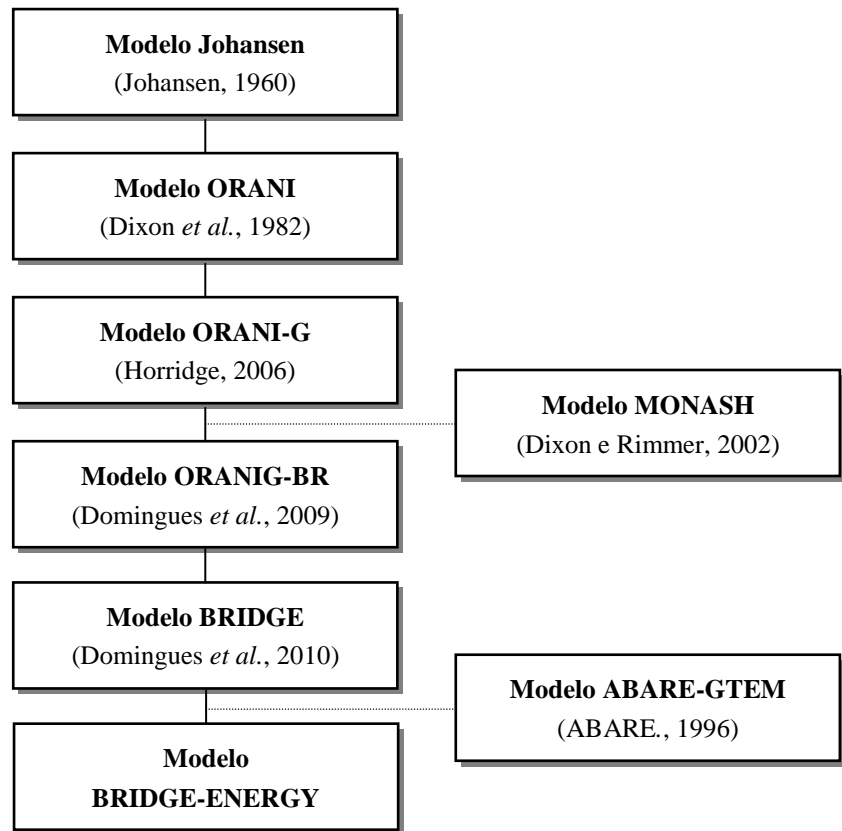 Modelo Johansen
(Johansen, 1960)
Modelo ORANI
(Dixon et al., 1982)
Modelo ORANI-G
(Horridge, 2006)
Modelo MONASH
(Dixon e Rimmer, 2002)
Modelo ORANIG-BR
(Domingues et al., 2009)
Modelo BRIDGE
(Domingues et al., 2010)
Modelo ABARE-GTEM
(ABARE., 1996)
Modelo
BRIDGE-ENERGY